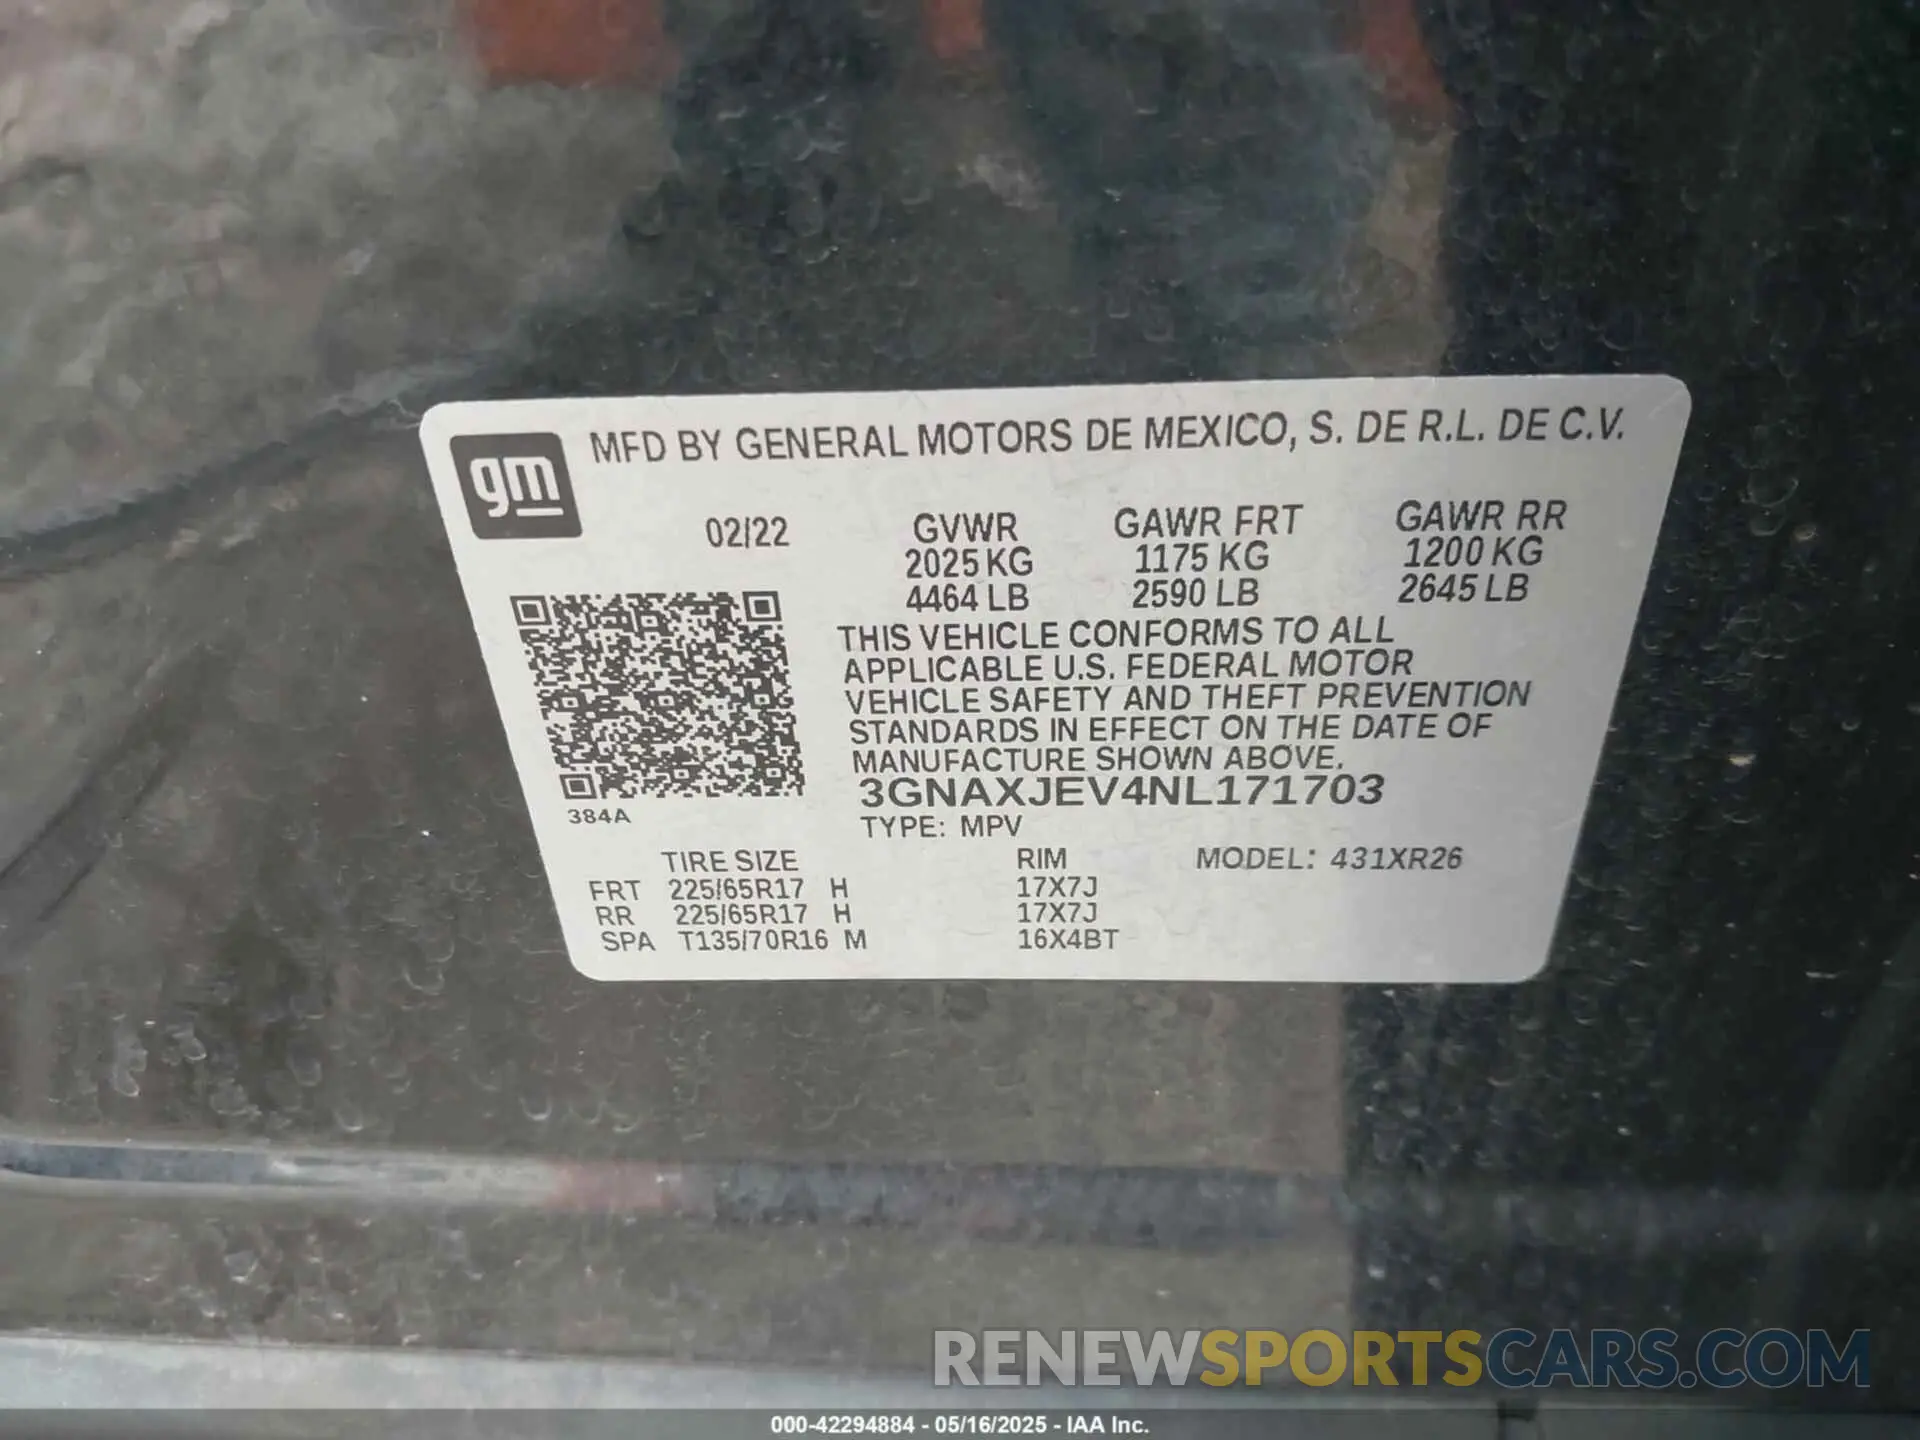 gm
MFD BY GENERAL MOTORS DE MEXICO, S. DE R.L. DE C.V.
02/22 GVWR GAWR FRT GAWR RR
2025 KG 1175 KG 1200 KG
4464 LB 2590 LB 2645 LB
THIS VEHICLE CONFORMS TO ALL
APPLICABLE U.S. FEDERAL MOTOR
VEHICLE SAFETY AND THEFT PREVENTION
STANDARDS IN EFFECT ON THE DATE OF
MANUFACTURE SHOWN ABOVE.
3GNAXJEV4NL171703
384A TYPE: MPV
TIRE SIZE RIM MODEL: 431XR26
FRT 225/65R17 H 17X7J
RR 225/65R17 H 17X7J
SPA T135/70R16 M 16X4BT
RENEWSPORTSCARS.COM
000-42294884 - 05/16/2025 - IAA Inc.